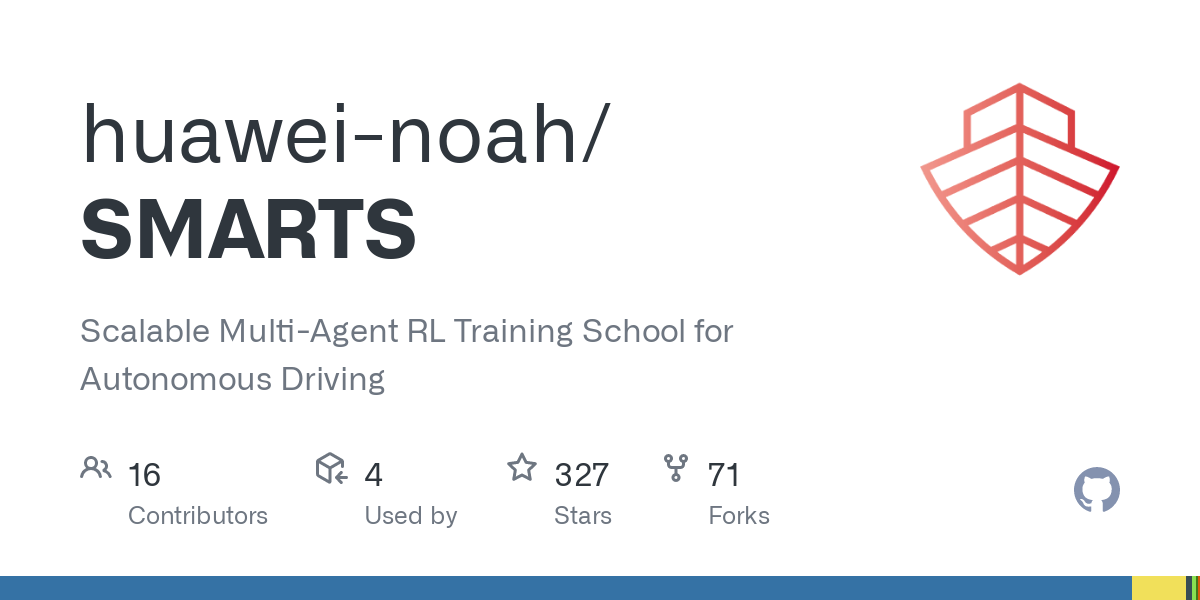 huawei-noah/
SMARTS
Scalable Multi-Agent RL Training School for
Autonomous Driving
16 4 327 71
Contributors Used by Stars Forks